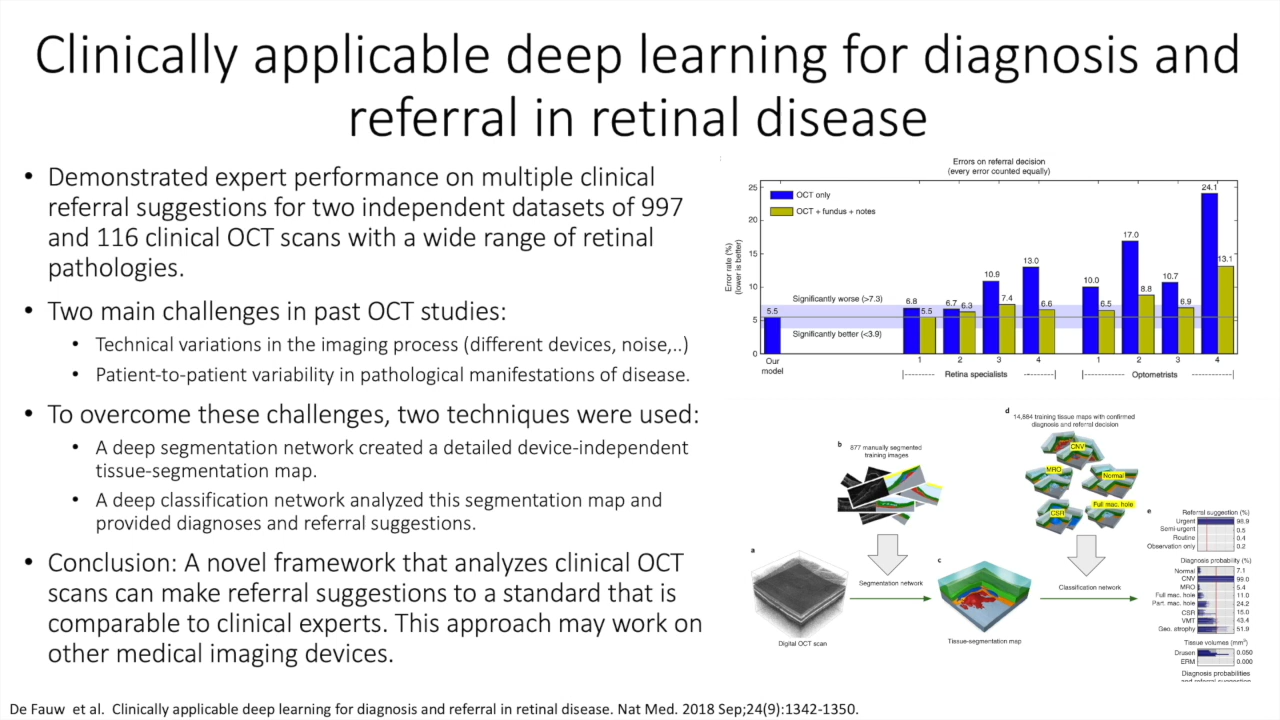 Clinically applicable deep learning for diagnosis and
referral in retinal disease
• Demonstrated expert performance on multiple clinical
referral suggestions for two independent datasets of 997
and 116 clinical OCT scans with a wide range of retinal
pathologies.
• Two main challenges in past OCT studies:
• Technical variations in the imaging process (different devices, noise,..)
• Patient-to-patient variability in pathological manifestations of disease.
• To overcome these challenges, two techniques were used:
• A deep segmentation network created a detailed device-independent
tissue-segmentation map.
• A deep classification network analyzed this segmentation map and
provided diagnoses and referral suggestions.
• Conclusion: A novel framework that analyzes clinical OCT
scans can make referral suggestions to a standard that is
comparable to clinical experts. This approach may work on
other medical imaging devices.
Errors on referral decision
(every error counted equally)
Error rate (%)
(lower is better)
25
20
15
10
5
0
OCT only
OCT + fundus + notes
Significantly worse (>7.3)
Significantly better (<3.9)
5.5
6.8
5.5
6.7
6.3
10.9
7.4
13.0
6.6
10.0
6.5
17.0
8.8
10.7
6.9
24.1
13.1
Our
model
1 2 3 4
1 2 3 4
Retina specialists
Optometrists
a
Digital OCT scan
b
877 manually segmented
training images
Segmentation network
c
Tissue-segmentation map
d
14,884 training tissue maps with confirmed
diagnosis and referral decision
CNV
MRO
Normal
CSR
Full mac. hole
Classification network
e
Referral suggestion (%)
Urgent 98.9
Semi-urgent 0.5
Routine 0.4
Observation only 0.2
Diagnosis probability (%)
Normal 7.1
CNV 99.0
MRO 5.4
Full mac. hole 11.0
Part. mac. hole 24.2
CSR 15.0
VMT 43.4
Geo. atrophy 51.9
Tissue volumes (mm³)
Drusen 0.050
ERM 0.000
Diagnosis probabilities
and referral suggestion
De Fauw et al. Clinically applicable deep learning for diagnosis and referral in retinal disease. Nat Med. 2018 Sep;24(9):1342-1350.